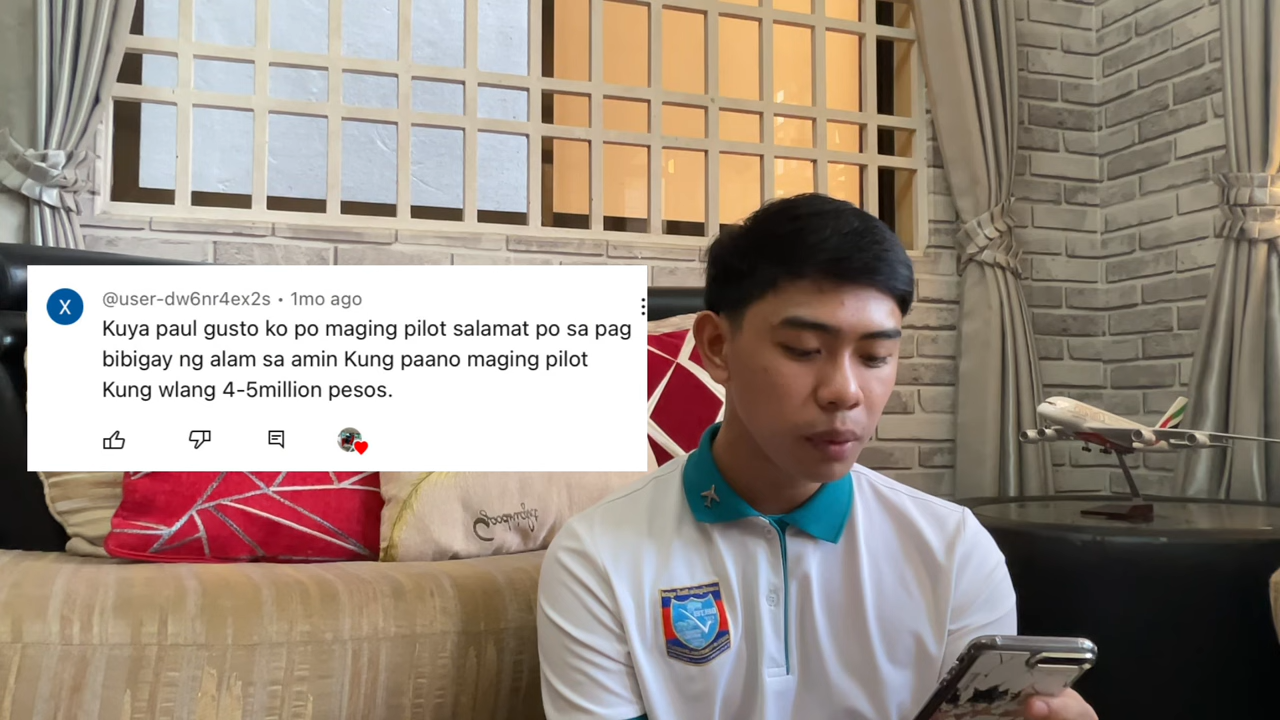 @user-dw6nr4ex2s • 1mo ago
X
Kuya paul gusto ko po maging pilot salamat po sa pag
bibigay ng alam sa amin Kung paano maging pilot
Kung wlang 4-5million pesos.